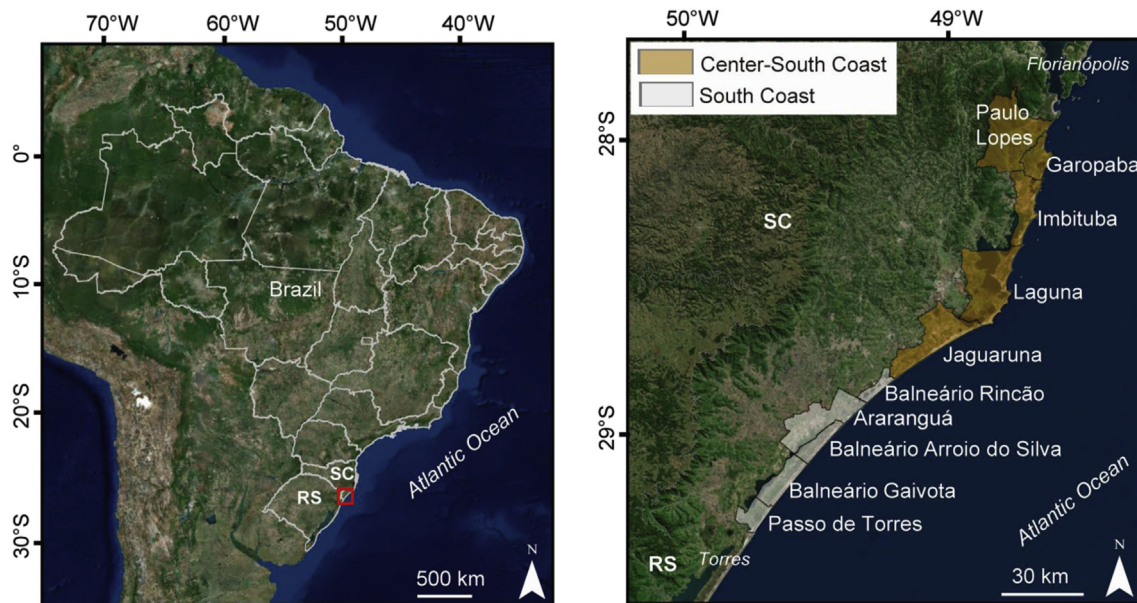 70°W 60°W 50°W 40°W
0°
10°S
20°S
30°S
Brazil
SC
RS
Atlantic Ocean
500 km
N
50°W 49°W
28°S
29°S
Center-South Coast
South Coast
Florianópolis
Paulo
Lopes
Garopaba
Imbituba
SC
Laguna
Jaguaruna
Balneário Rincão
Araranguá
Balneário Arroio do Silva
Balneário Gaivota
Passo de Torres
Atlantic Ocean
RS
Torres
30 km
N